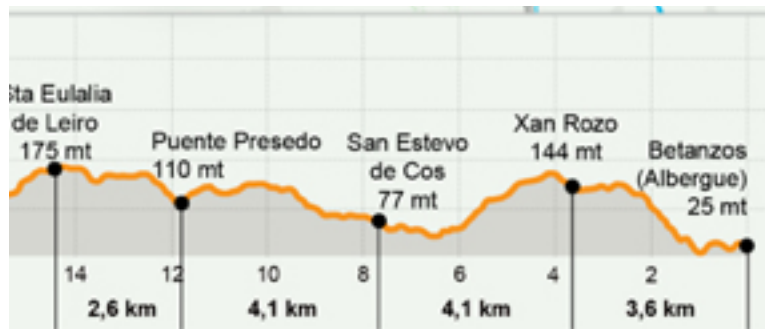 Sta Eulalia
de Leiro
175 mt
Puente Presedo
110 mt
San Estevo
de Cos
77 mt
Xan Rozo
144 mt
Betanzos
(Albergue)
25 mt
14 12 10 8 6 4 2
2,6 km 4,1 km 4,1 km 3,6 km